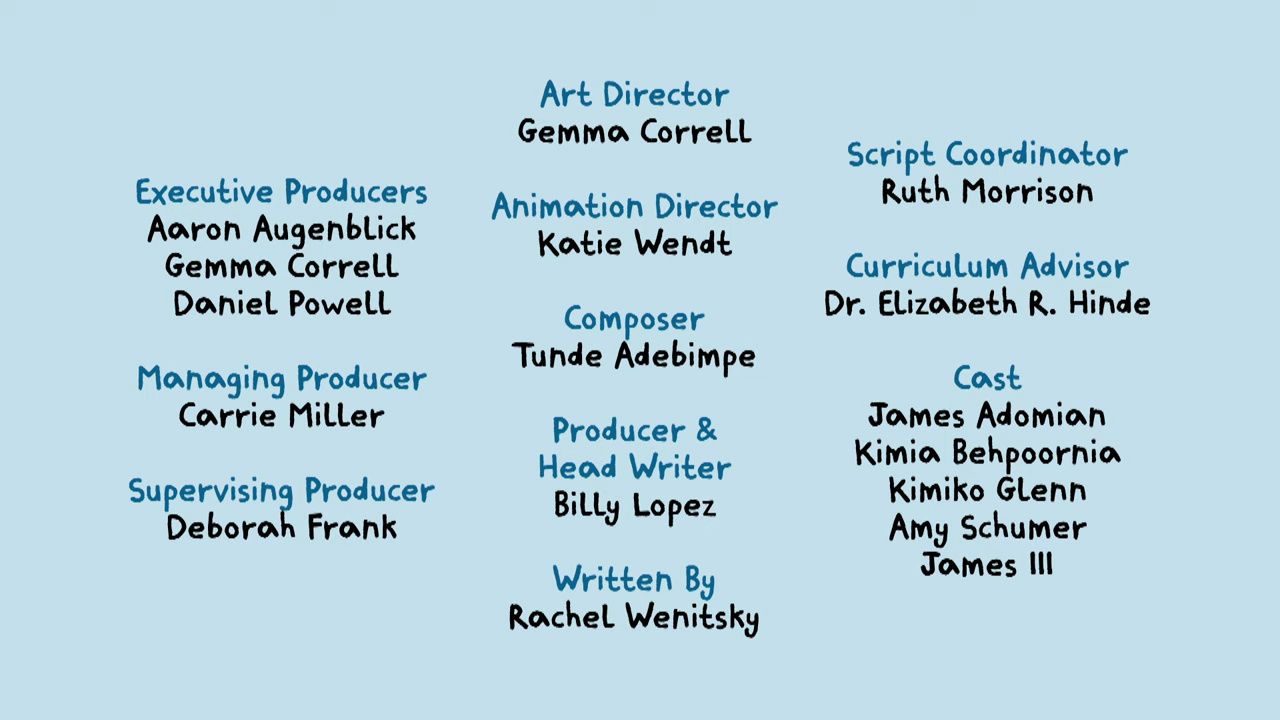 Executive Producers
Aaron Augenblick
Gemma Correll
Daniel Powell
Managing Producer
Carrie Miller
Supervising Producer
Deborah Frank
Art Director
Gemma Correll
Animation Director
Katie Wendt
Composer
Tunde Adebimpe
Producer &
Head Writer
Billy Lopez
Written By
Rachel Wenitsky
Script Coordinator
Ruth Morrison
Curriculum Advisor
Dr. Elizabeth R. Hinde
Cast
James Adomian
Kimia Behpoornia
Kimiko Glenn
Amy Schumer
James III